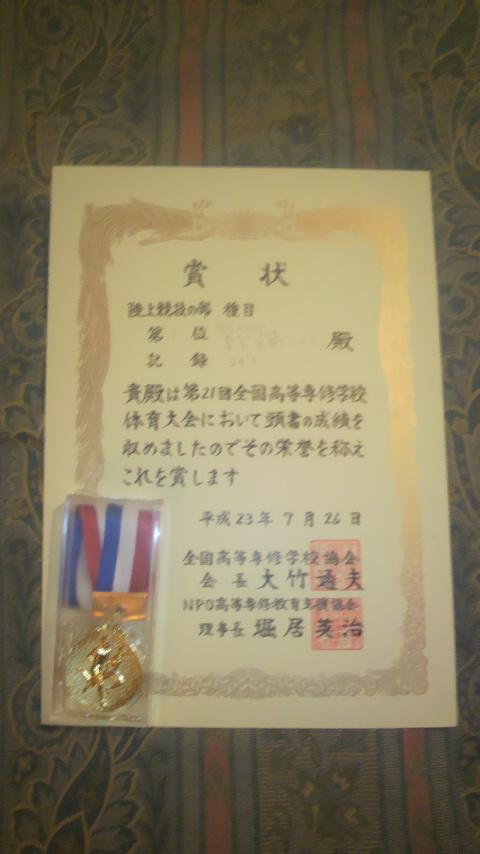 賞状
陸上競技の部 種目
第 位
記録 殿
貴殿は第21回全国高等専修学校
体育大会において頭書の成績を
収めましたのでその栄誉を称え
これを賞します
平成23年7月26日
全国高等専修学校協会
会長 大竹通夫
NPO高等専修教育支援協会
理事長 堀居英治